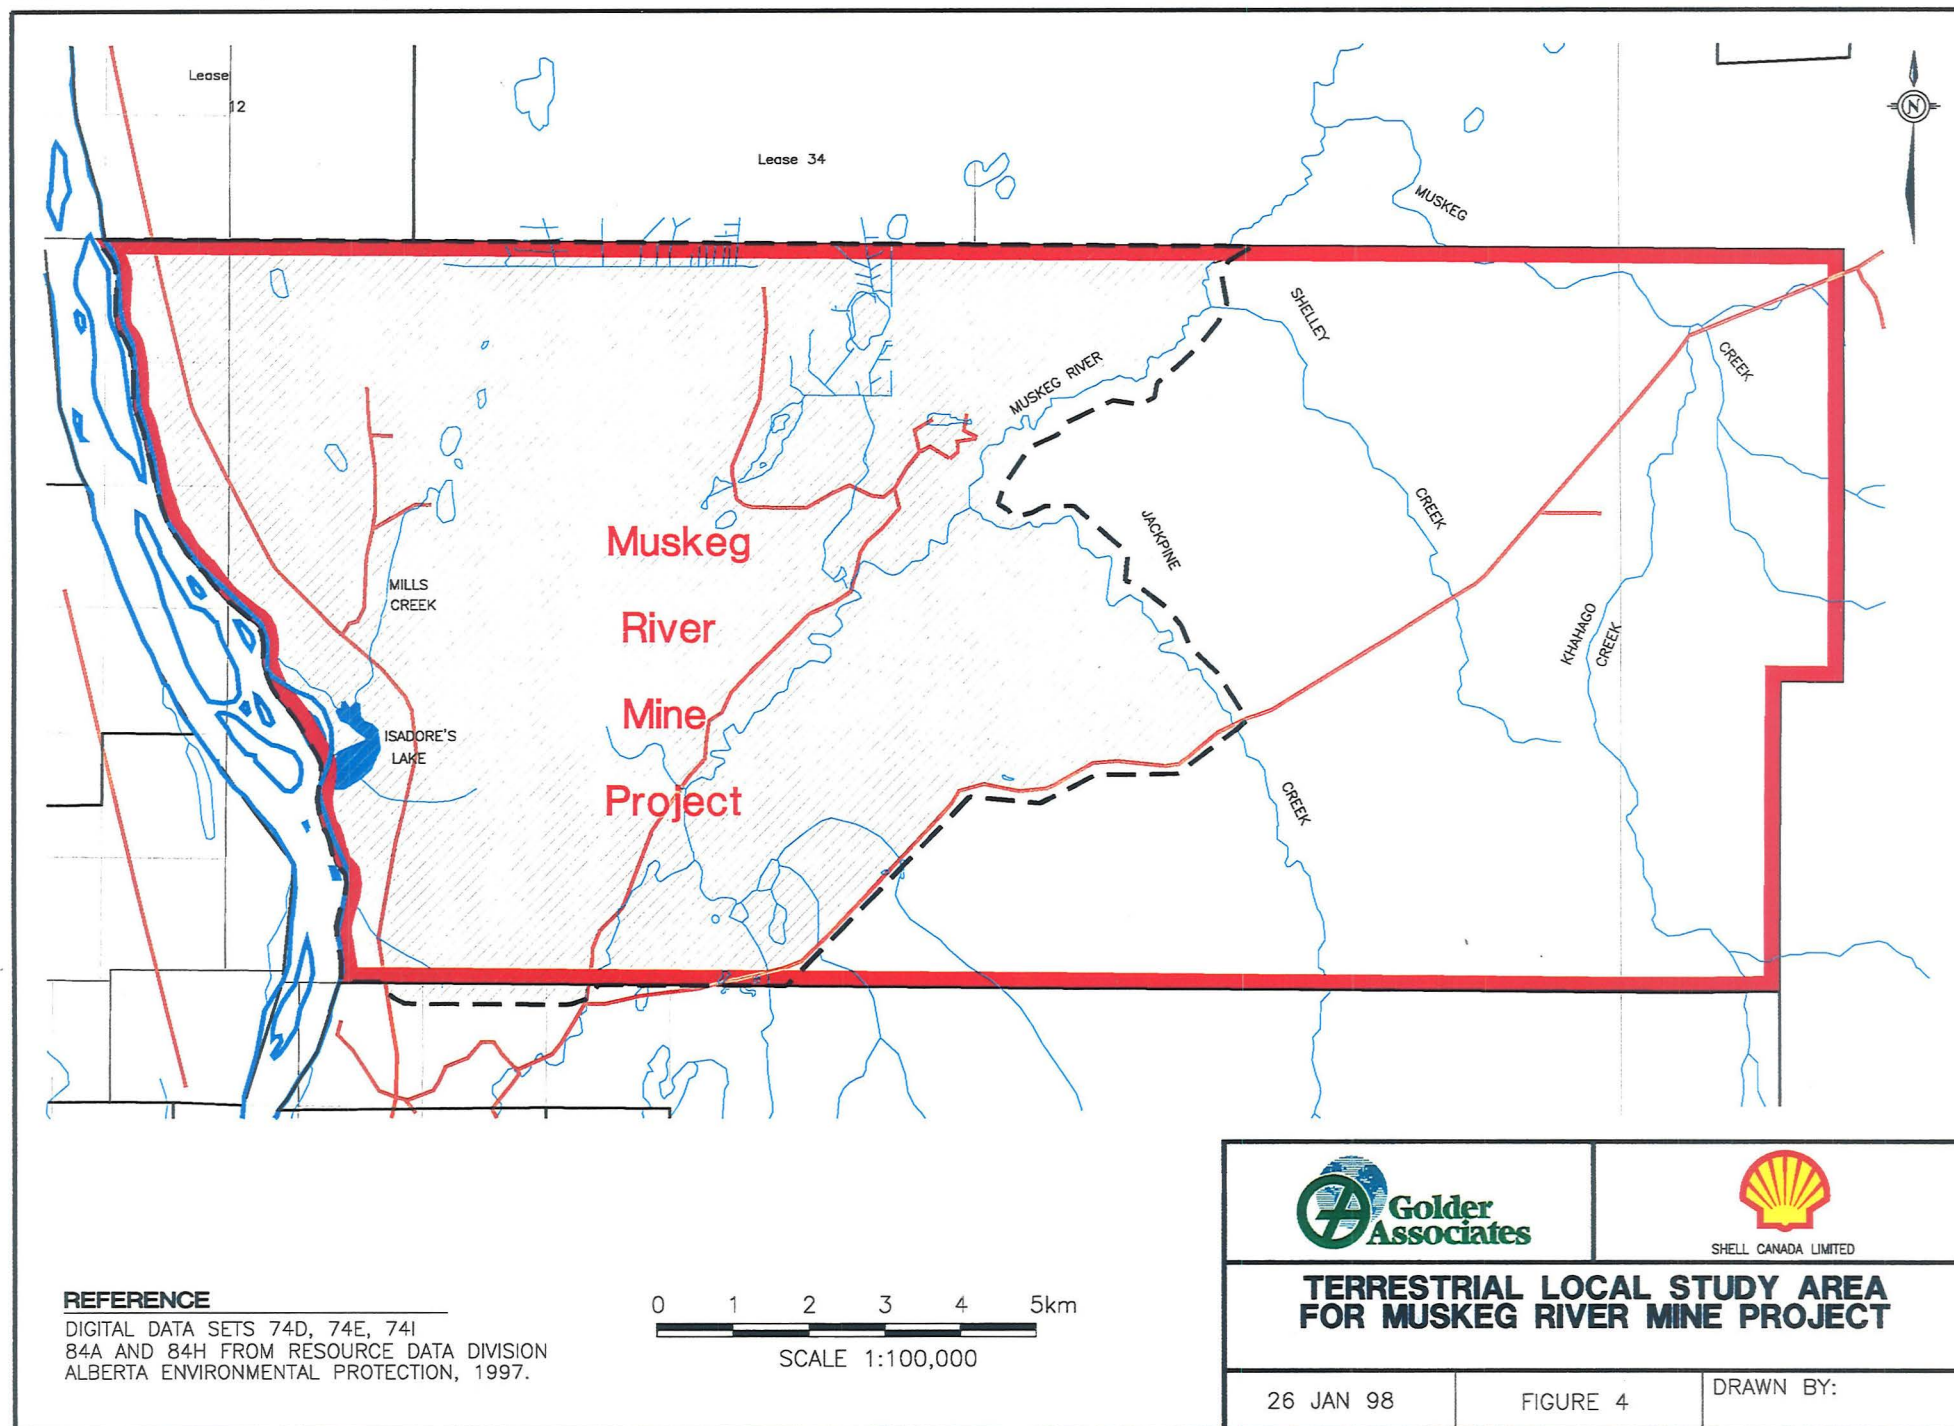 Lease
12
Lease 34
N
MUSKEG
SHELLEY
CREEK
MUSKEG RIVER
CREEK
JACKPINE
Muskeg
River
Mine
Project
MILLS
CREEK
KHAHAGO
CREEK
ISADORE'S
LAKE
CREEK
Golder
Associates
SHELL CANADA LIMITED
TERRESTRIAL LOCAL STUDY AREA
FOR MUSKEG RIVER MINE PROJECT
REFERENCE
DIGITAL DATA SETS 74D, 74E, 74I
84A AND 84H FROM RESOURCE DATA DIVISION
ALBERTA ENVIRONMENTAL PROTECTION, 1997.
0 1 2 3 4 5km
SCALE 1:100,000
26 JAN 98
FIGURE 4
DRAWN BY: